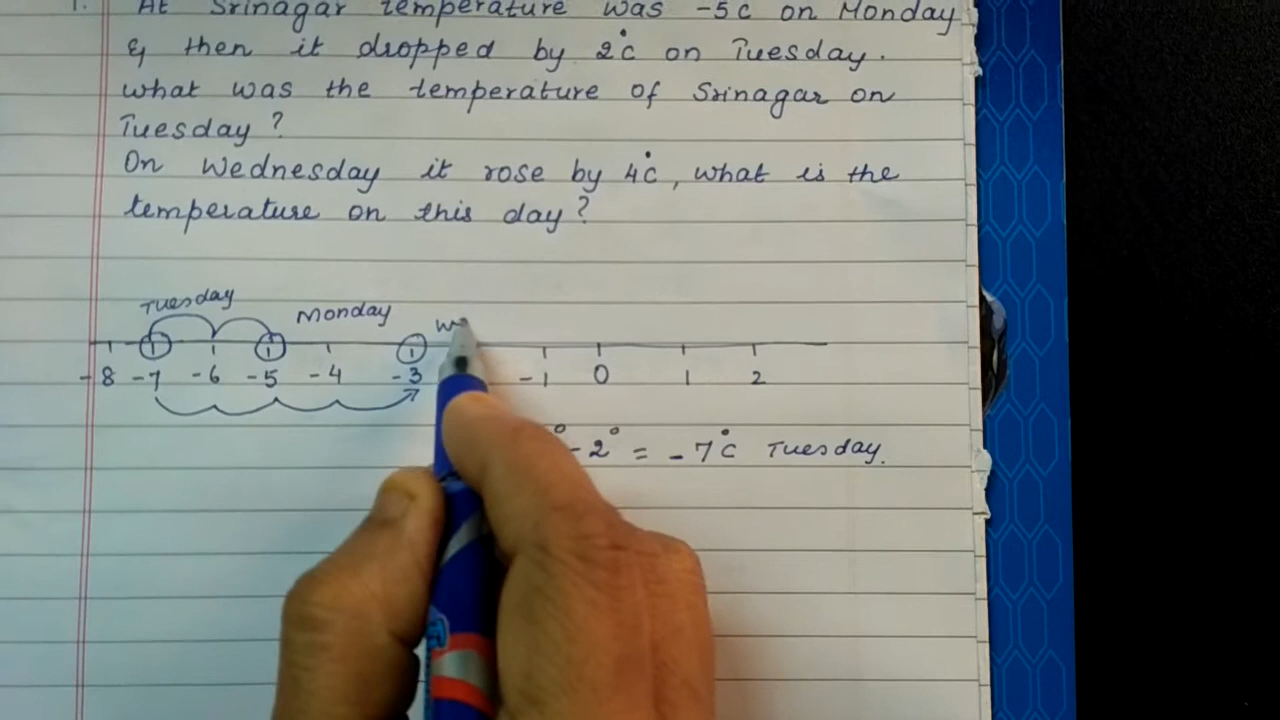 1. At Srinagar temperature was -5c on Monday
& then it dropped by 2°c on Tuesday.
what was the temperature of Srinagar on
Tuesday?
On Wednesday it rose by 4°c, what is the
temperature on this day?
Tuesday Monday
-8 -7 -6 -5 -4 -3 -1 0 1 2
° -2° = -7°c Tuesday.